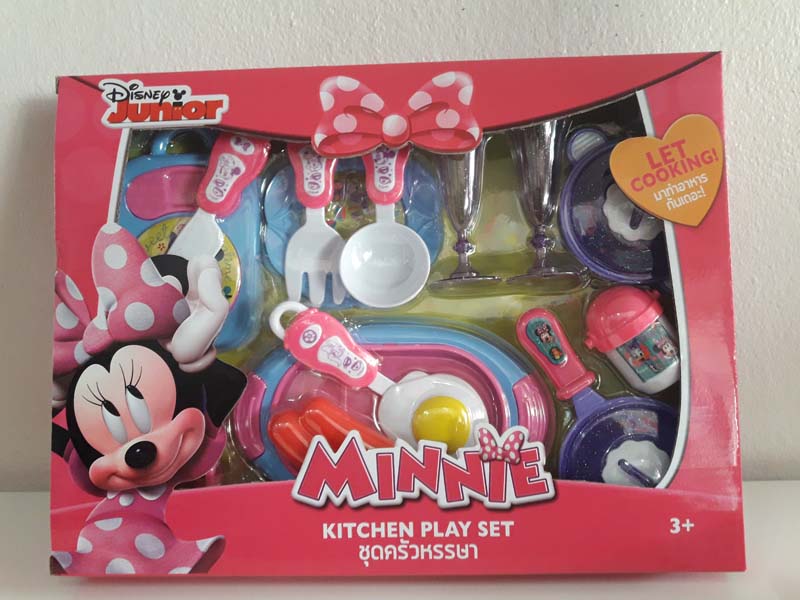 Disney
Junior
LET
COOKING!
มาทำอาหาร
กันเถอะ!
MINNIE
KITCHEN PLAY SET
ชุดครัวหรรษา
3+